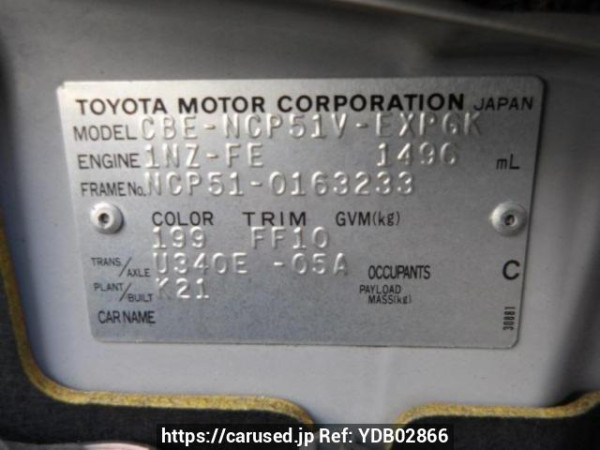 TOYOTA MOTOR CORPORATION JAPAN
MODEL CBE-NCP51V-EXPGK
ENGINE 1NZ-FE 1496 mL
FRAME No. NCP51-0163233
COLOR TRIM GVM(kg)
199 FF10
TRANS/AXLE U340E -05A OCCUPANTS C
PLANT/BUILT K21 PAYLOAD MASS(kg)
CAR NAME
30881
https://carused.jp Ref: YDB02866